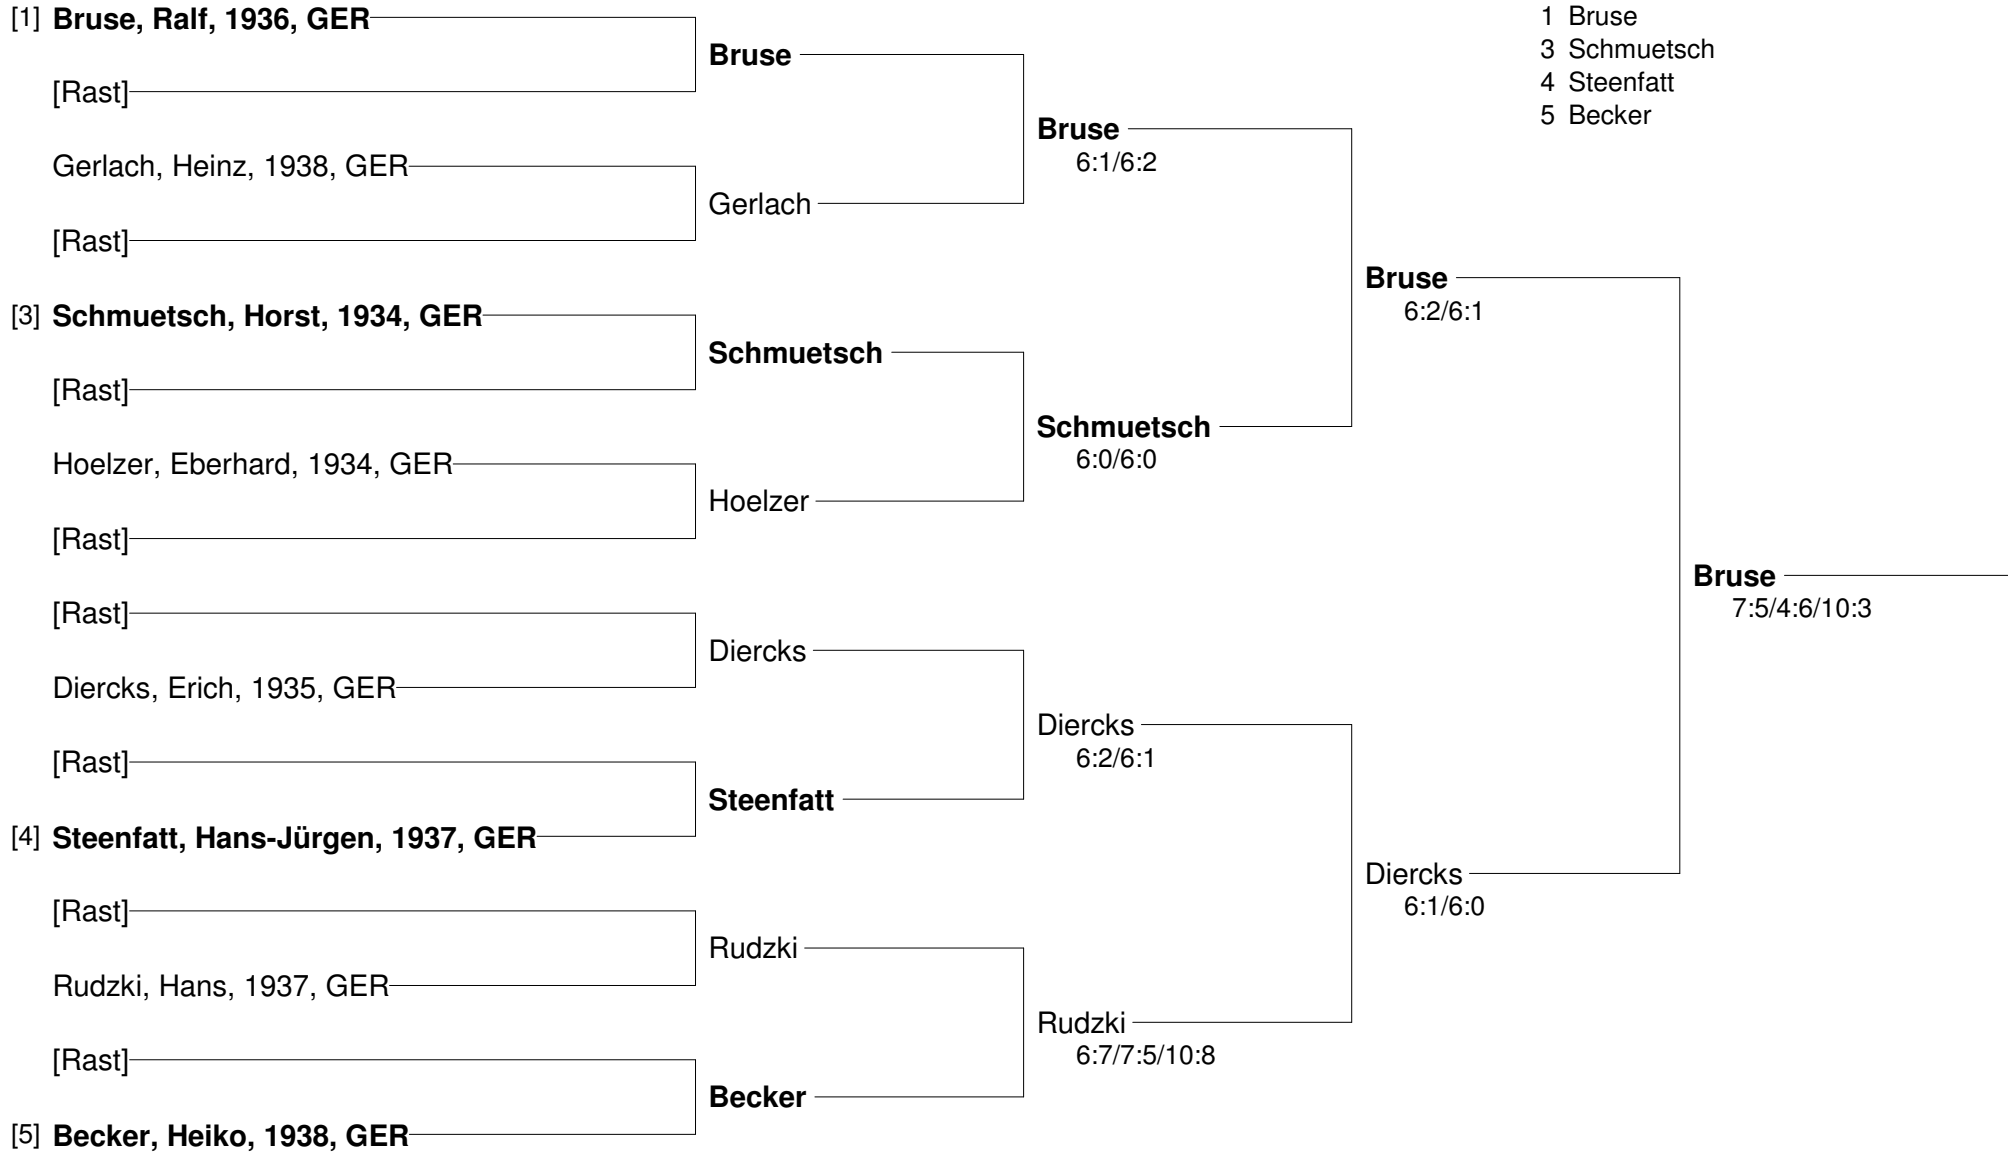 [1] Bruse, Ralf, 1936, GER
[Rast]
Gerlach, Heinz, 1938, GER
[Rast]
[3] Schmuetsch, Horst, 1934, GER
[Rast]
Hoelzer, Eberhard, 1934, GER
[Rast]
[Rast]
Diercks, Erich, 1935, GER
[Rast]
[4] Steenfatt, Hans-Jürgen, 1937, GER
[Rast]
Rudzki, Hans, 1937, GER
[Rast]
[5] Becker, Heiko, 1938, GER
Bruse
Gerlach
Schmuetsch
Hoelzer
Diercks
Steenfatt
Rudzki
Becker
Bruse
6:1/6:2
Schmuetsch
6:0/6:0
Diercks
6:2/6:1
Rudzki
6:7/7:5/10:8
Bruse
6:2/6:1
Diercks
6:1/6:0
Bruse
7:5/4:6/10:3
1 Bruse
3 Schmuetsch
4 Steenfatt
5 Becker